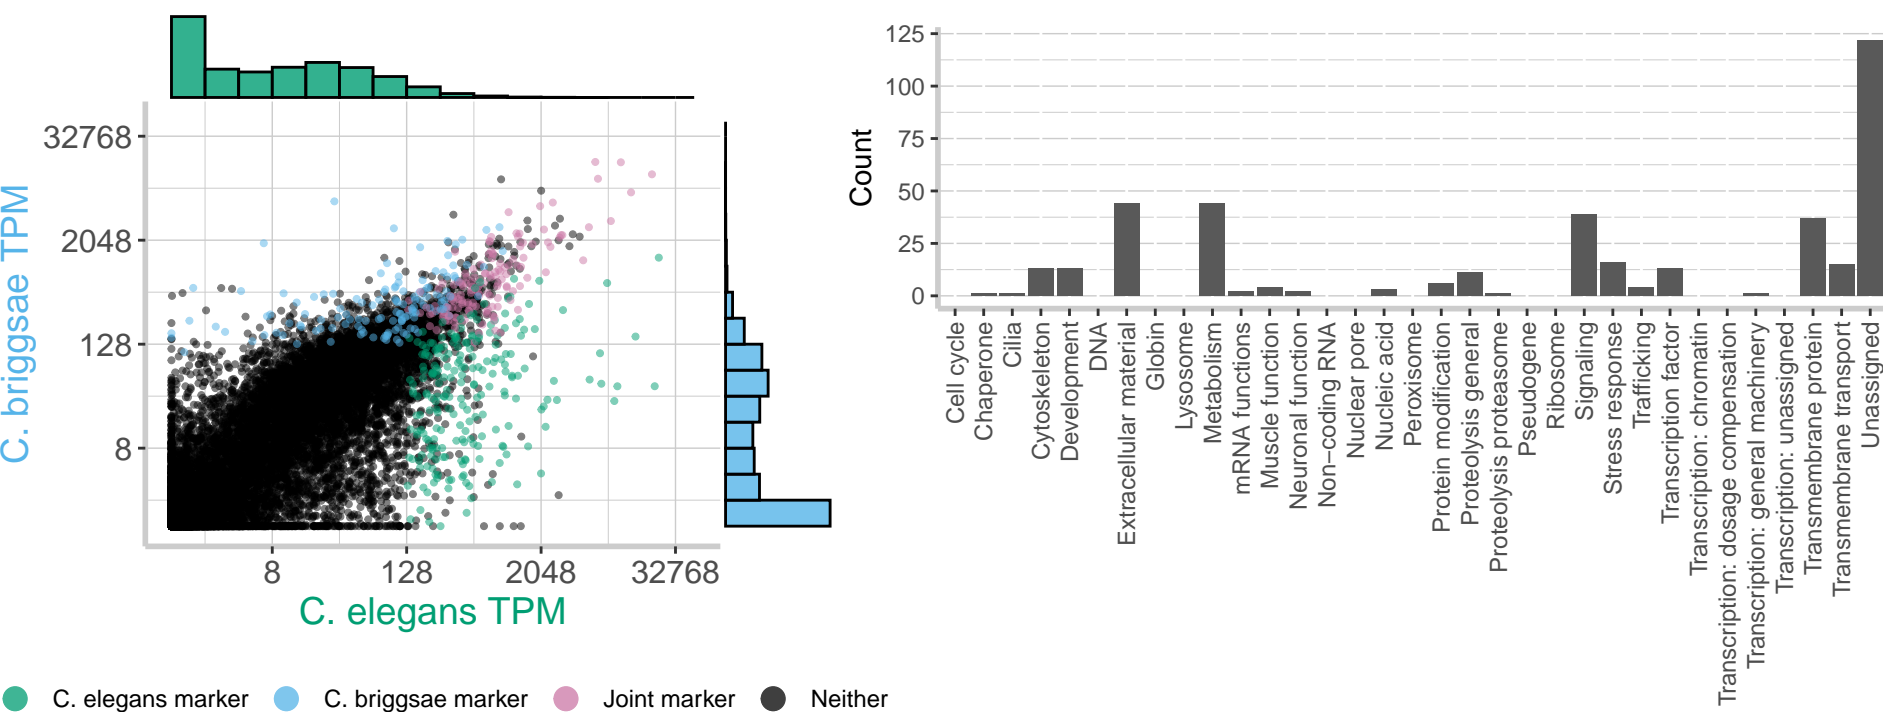 32768
2048
128
8
C. briggsae TPM
8
128
2048
32768
C. elegans TPM
C. elegans marker
C. briggsae marker
Joint marker
Neither
125
100
75
50
25
0
Count
Cell cycle
Chaperone
Cilia
Cytoskeleton
Development
DNA
Extracellular material
Globin
Lysosome
Metabolism
mRNA functions
Muscle function
Neuronal function
Non−coding RNA
Nuclear pore
Nucleic acid
Peroxisome
Protein modification
Proteolysis general
Proteolysis proteasome
Pseudogene
Ribosome
Signaling
Stress response
Trafficking
Transcription factor
Transcription: chromatin
Transcription: dosage compensation
Transcription: general machinery
Transcription: unassigned
Transmembrane protein
Transmembrane transport
Unassigned